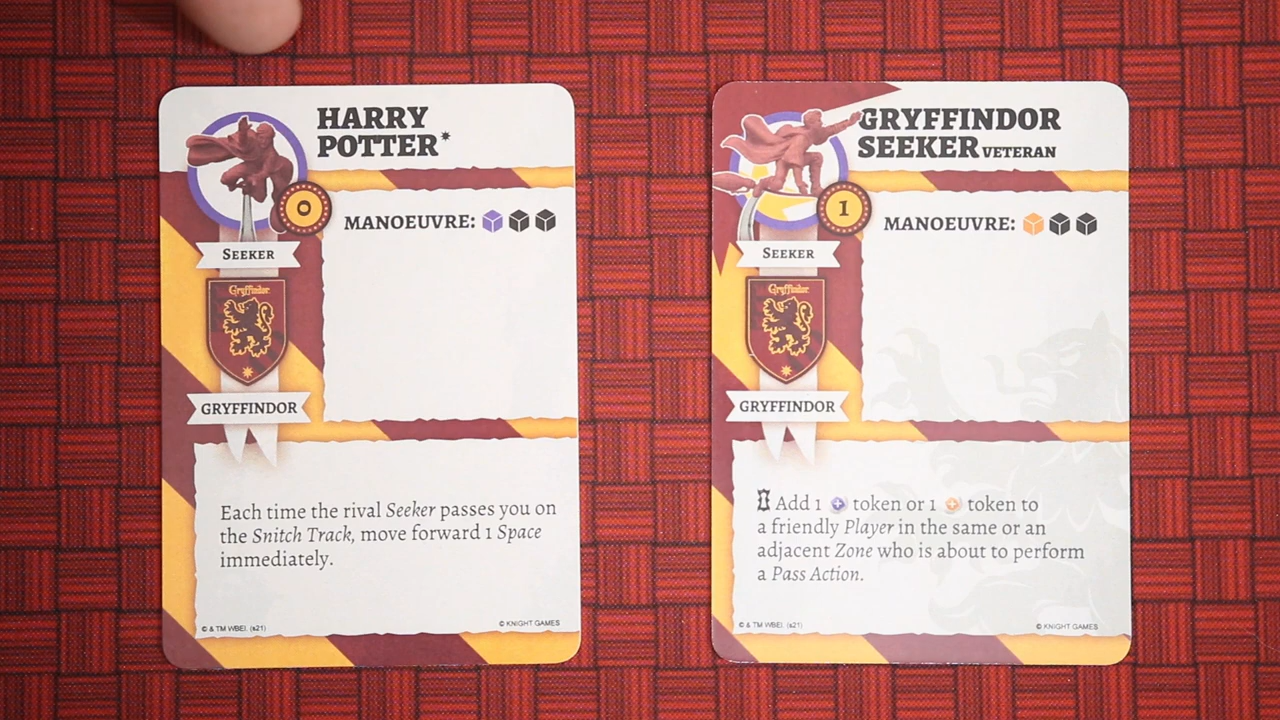 HARRY
POTTER*
0
MANOEUVRE:
SEEKER
Gryffindor
GRYFFINDOR
Each time the rival Seeker passes you on
the Snitch Track, move forward 1 Space
immediately.
© & TM WBEI. (s21)
© KNIGHT GAMES
GRYFFINDOR
SEEKER VETERAN
1
MANOEUVRE:
SEEKER
Gryffindor
GRYFFINDOR
Add 1 token or 1 token to
a friendly Player in the same or an
adjacent Zone who is about to perform
a Pass Action.
© & TM WBEI. (s21)
© KNIGHT GAMES